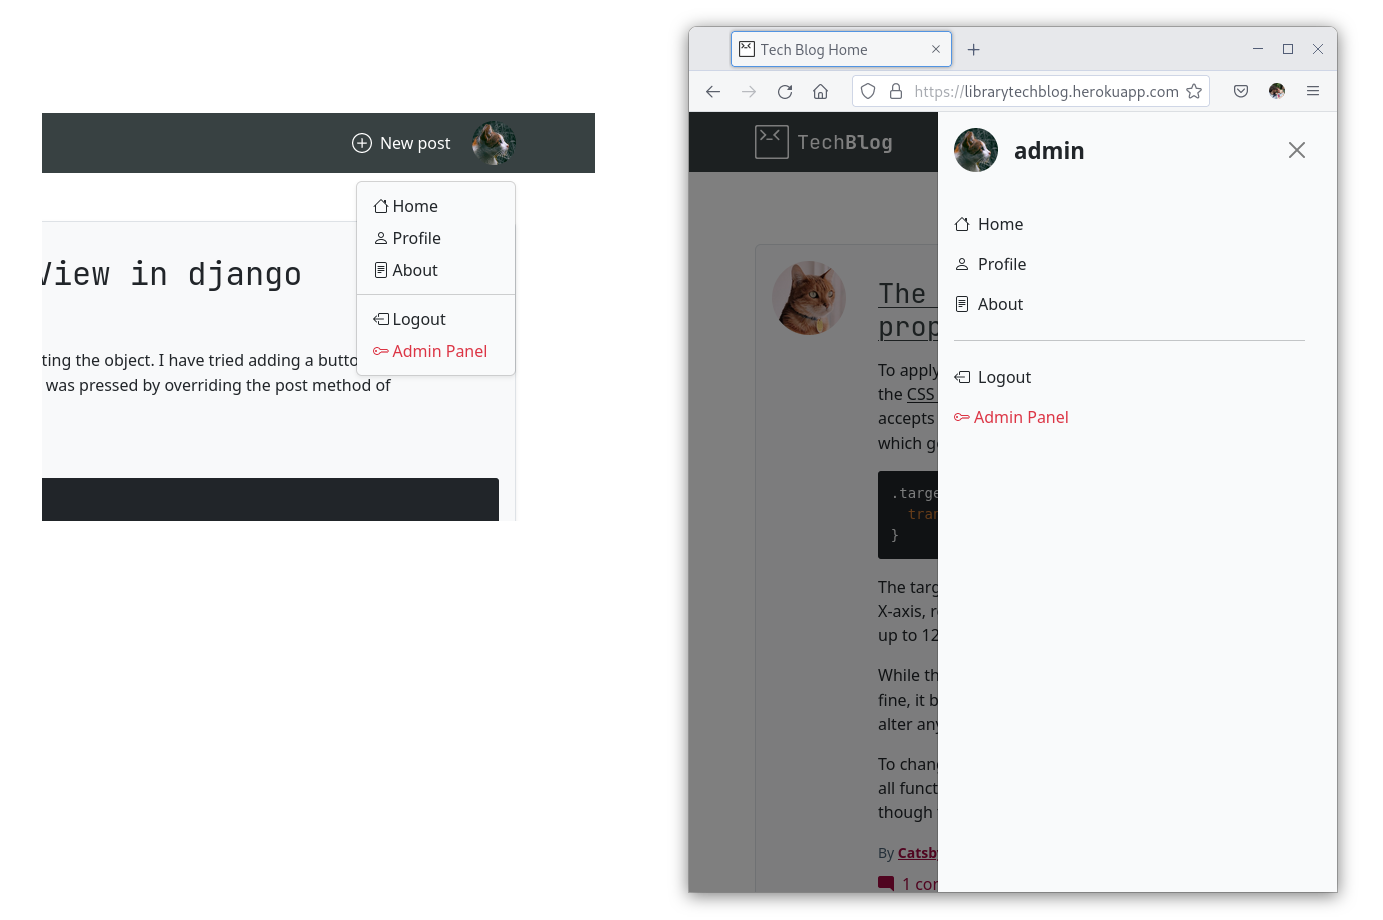 New post
Home
Profile
About
Logout
Admin Panel
View in django
ting the object. I have tried adding a butto
was pressed by overriding the post method of
Tech Blog Home
https://librarytechblog.herokuapp.com
TechBlog
admin
Home
Profile
About
Logout
Admin Panel
The
prop
To apply
the CSS
accepts
which g
.targe
tran
}
The targ
X-axis, r
up to 12
While th
fine, it b
alter any
To chang
all funct
though
By Catsby
1 con